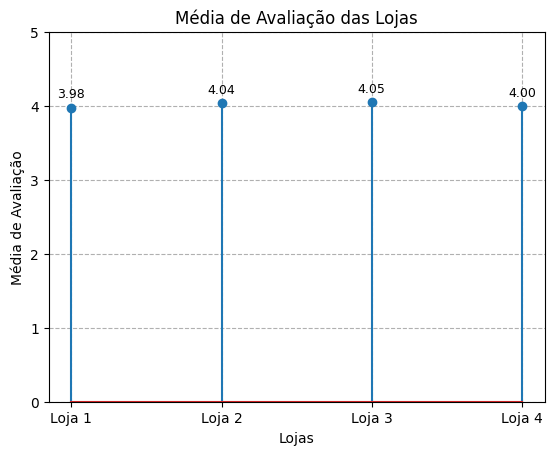 Média de Avaliação das Lojas
Média de Avaliação
5
4
3
2
1
0
3.98
4.04
4.05
4.00
Loja 1
Loja 2
Loja 3
Loja 4
Lojas